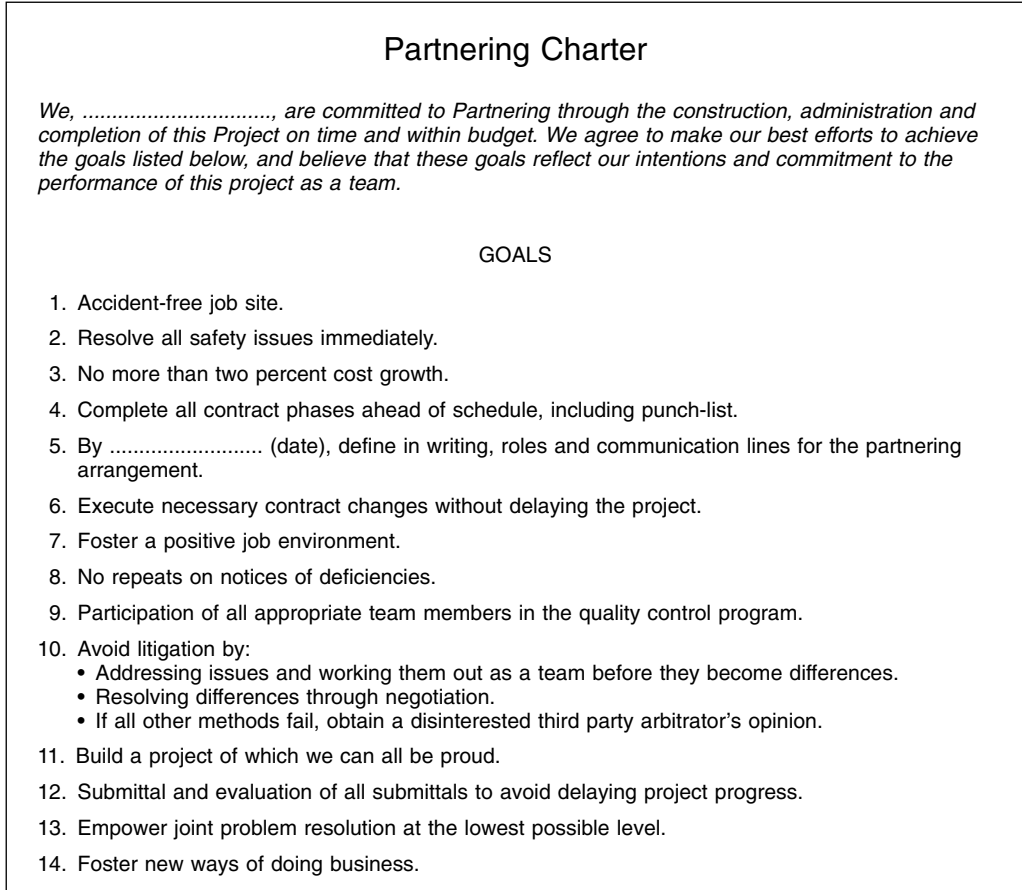 Partnering Charter
We, ................................, are committed to Partnering through the construction, administration and
completion of this Project on time and within budget. We agree to make our best efforts to achieve
the goals listed below, and believe that these goals reflect our intentions and commitment to the
performance of this project as a team.
GOALS
1. Accident-free job site.
2. Resolve all safety issues immediately.
3. No more than two percent cost growth.
4. Complete all contract phases ahead of schedule, including punch-list.
5. By .......................... (date), define in writing, roles and communication lines for the partnering
arrangement.
6. Execute necessary contract changes without delaying the project.
7. Foster a positive job environment.
8. No repeats on notices of deficiencies.
9. Participation of all appropriate team members in the quality control program.
10. Avoid litigation by:
• Addressing issues and working them out as a team before they become differences.
• Resolving differences through negotiation.
• If all other methods fail, obtain a disinterested third party arbitrator's opinion.
11. Build a project of which we can all be proud.
12. Submittal and evaluation of all submittals to avoid delaying project progress.
13. Empower joint problem resolution at the lowest possible level.
14. Foster new ways of doing business.